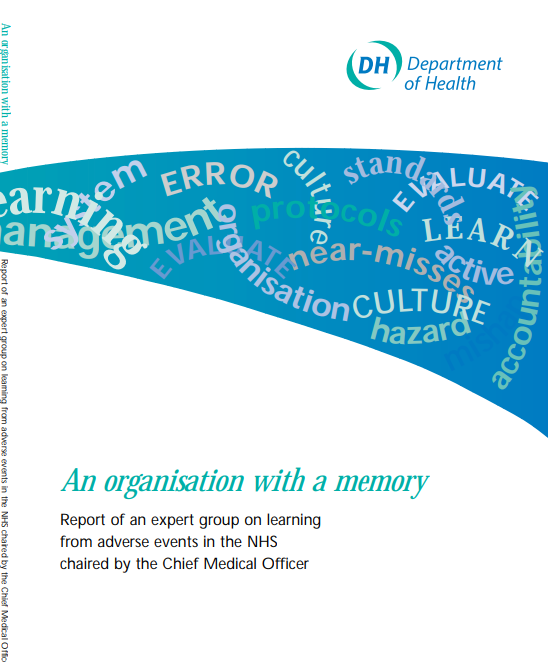 An organisation with a memory
Report of an expert group on learning from adverse events in the NHS chaired by the Chief Medical
DH Department
of Health
system
ERROR
culture
standards
EVALUATE
management
protocols
LEARN
EVALUATE
organisation
near-misses
active
accountability
CULTURE
hazard
An organisation with a memory
Report of an expert group on learning
from adverse events in the NHS
chaired by the Chief Medical Officer